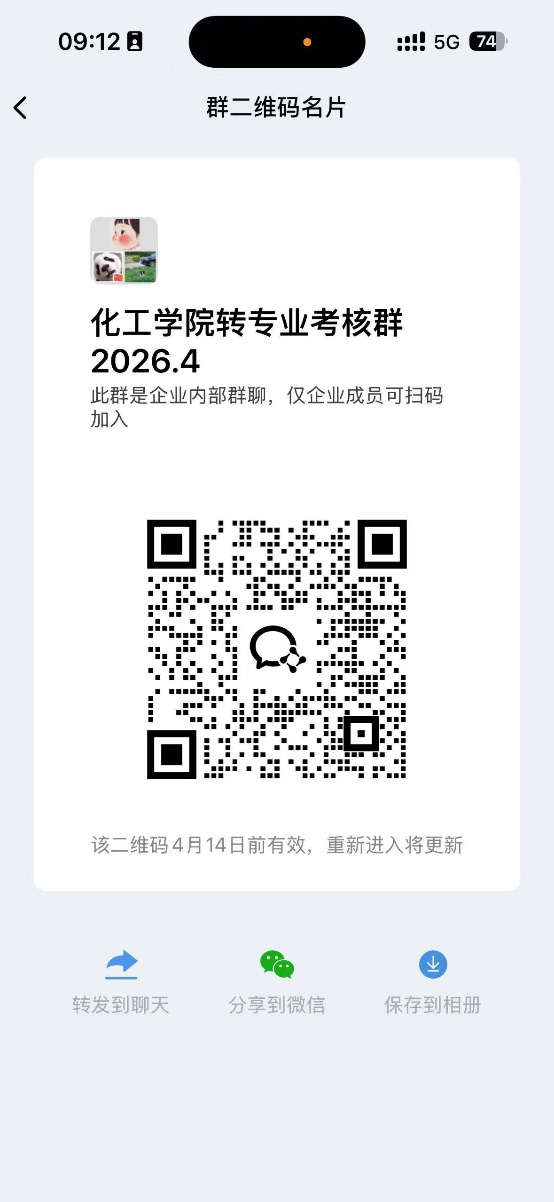 09:12
5G
74
群二维码名片
化工学院转专业考核群
2026.4
此群是企业内部群聊，仅企业成员可扫码
加入
该二维码4月14日前有效，重新进入将更新
转发到聊天
分享到微信
保存到相册